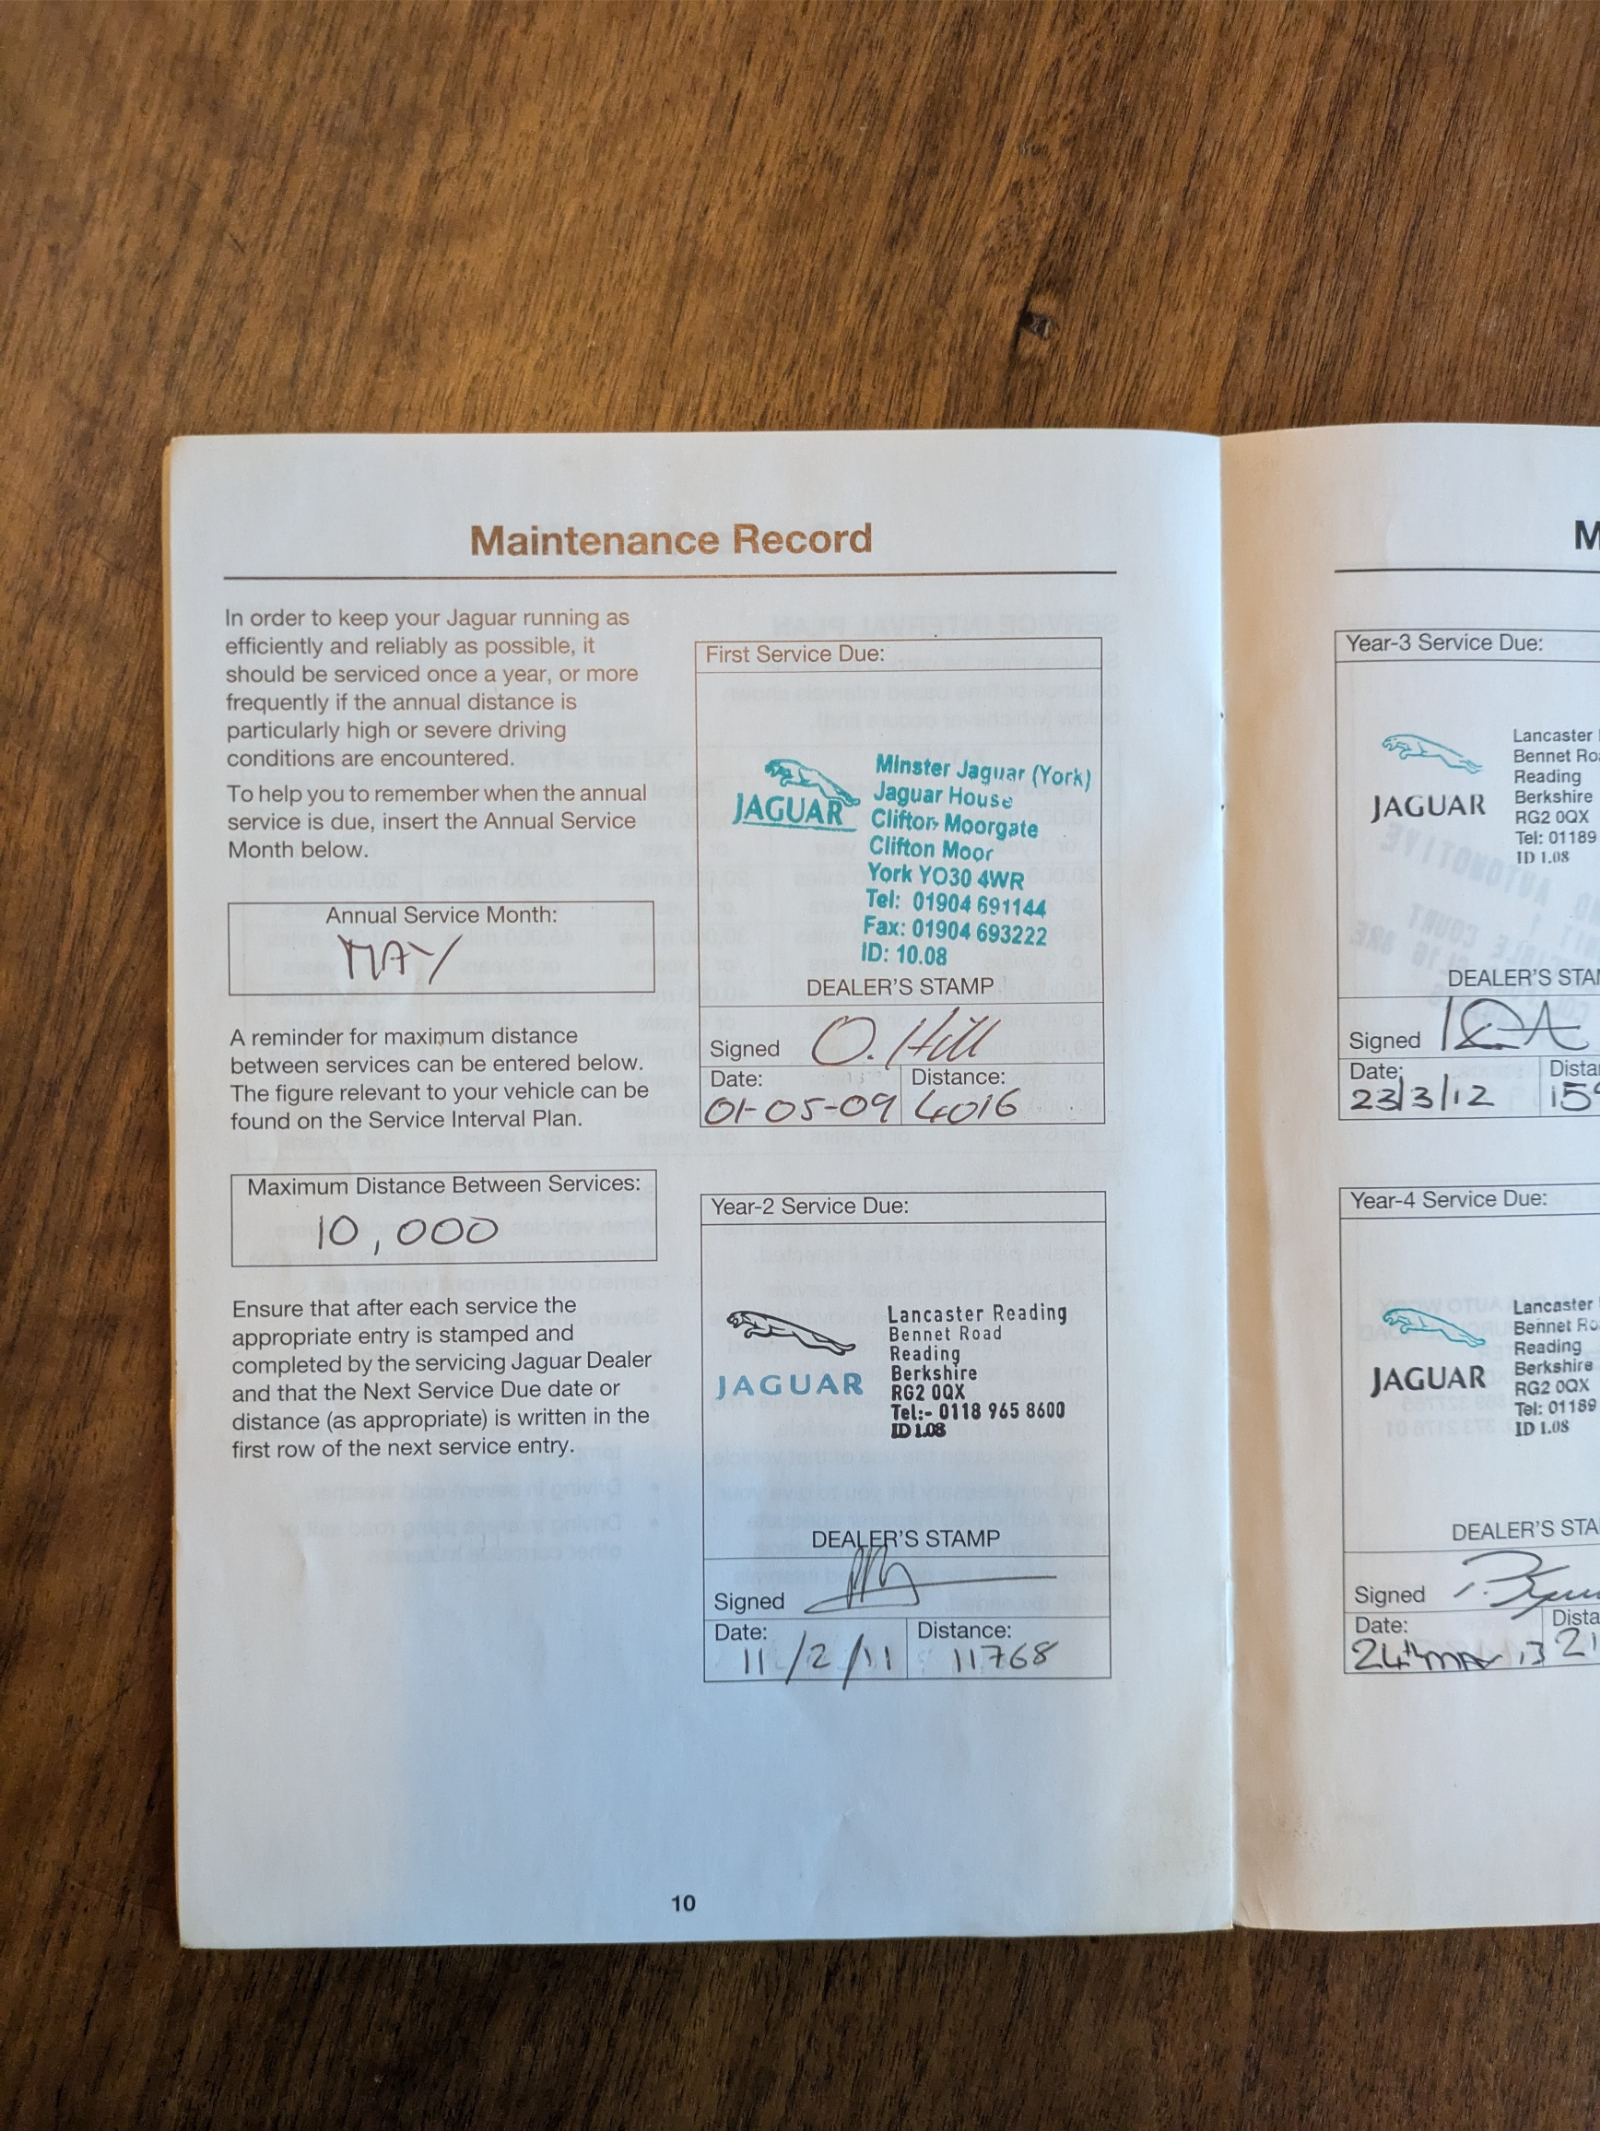 Maintenance Record
In order to keep your Jaguar running as
efficiently and reliably as possible, it
should be serviced once a year, or more
frequently if the annual distance is
particularly high or severe driving
conditions are encountered.
To help you to remember when the annual
service is due, insert the Annual Service
Month below.
Annual Service Month:
MAY
A reminder for maximum distance
between services can be entered below.
The figure relevant to your vehicle can be
found on the Service Interval Plan.
Maximum Distance Between Services:
10,000
Ensure that after each service the
appropriate entry is stamped and
completed by the servicing Jaguar Dealer
and that the Next Service Due date or
distance (as appropriate) is written in the
first row of the next service entry.
First Service Due:
JAGUAR
Minster Jaguar (York)
Jaguar House
Clifton Moorgate
Clifton Moor
York YO30 4WR
Tel: 01904 691144
Fax: 01904 693222
ID: 10.08
DEALER'S STAMP
Signed O. Hill
Date: Distance:
01-05-09 4016
Year-2 Service Due:
JAGUAR
Lancaster Reading
Bennet Road
Reading
Berkshire
RG2 0QX
Tel:- 0118 965 8600
ID 1.08
DEALER'S STAMP
Signed
Date: Distance:
11/2/11 11768
10
Year-3 Service Due:
JAGUAR
Lancaster
Bennet
Reading
Berkshire
RG2 0QX
Tel: 01189
ID 1.08
DEALER'S
Signed
Date:
23/3/12
Year-4 Service Due:
JAGUAR
Lancaster
Bennet
Reading
Berkshire
RG2 0QX
Tel: 01189
ID 1.08
DEALER'S
Signed
Date:
24th MAY 13